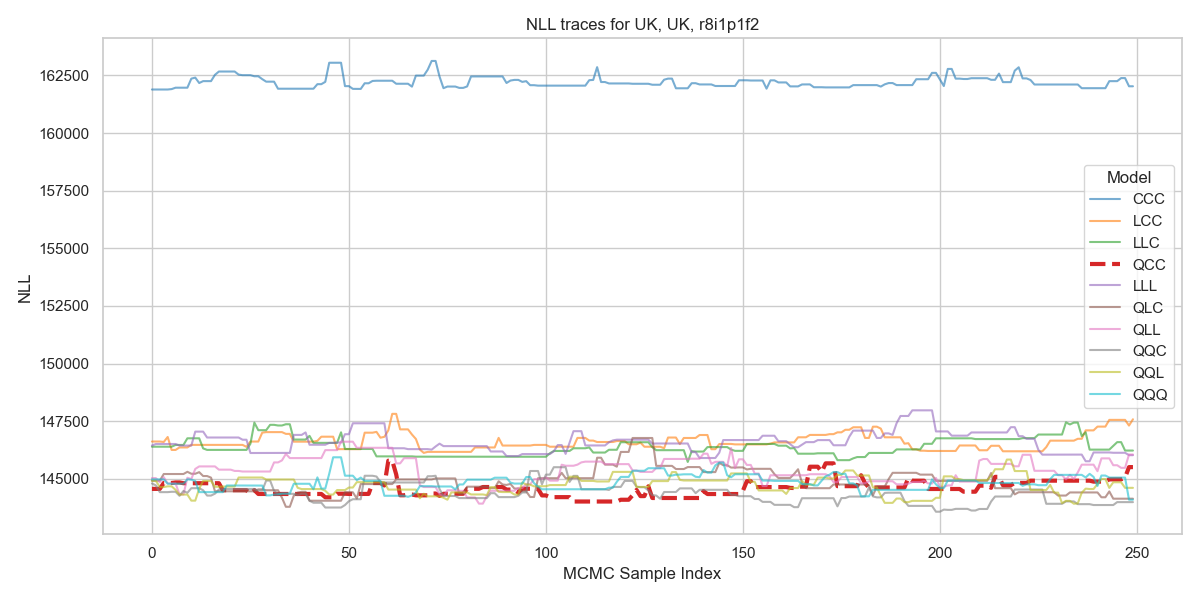 NLL traces for UK, UK, r8i1p1f2
NLL
162500
160000
157500
155000
152500
150000
147500
145000
0
50
100
150
200
250
MCMC Sample Index
Model
CCC
LCC
LLC
QCC
LLL
QLC
QLL
QQC
QQL
QQQ